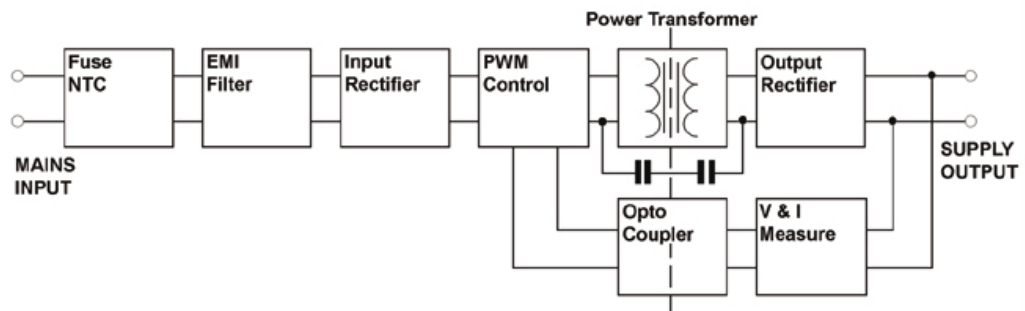 Power Transformer
Fuse
NTC
EMI
Filter
Input
Rectifier
PWM
Control
Output
Rectifier
MAINS
INPUT
SUPPLY
OUTPUT
Opto
Coupler
V & I
Measure